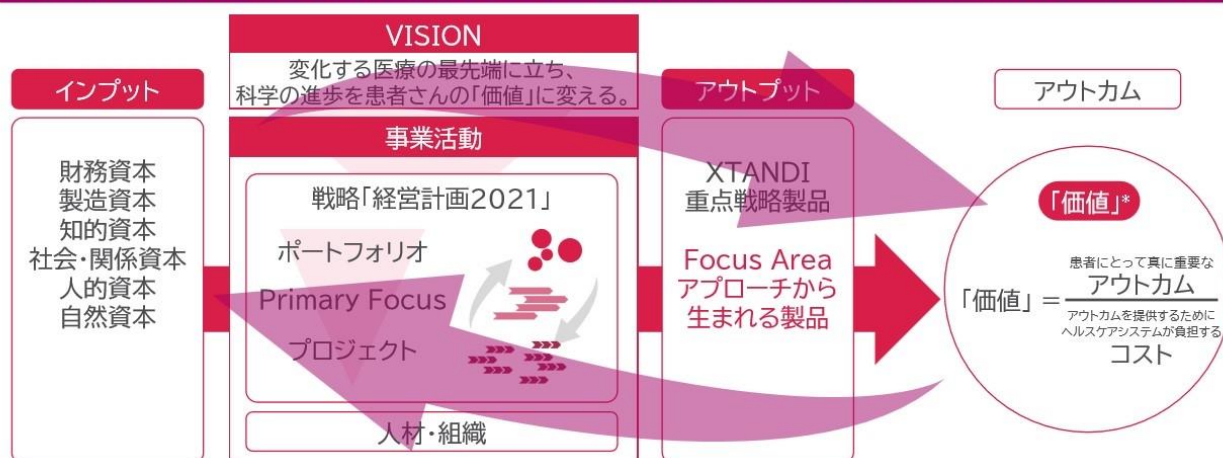 インプット
財務資本
製造資本
知的資本
社会・関係資本
人的資本
自然資本
VISION
変化する医療の最先端に立ち、
科学の進歩を患者さんの「価値」に変える。
事業活動
戦略「経営計画2021」
ポートフォリオ
Primary Focus
プロジェクト
人材・組織
アウトプット
XTANDI
重点戦略製品
Focus Area
アプローチから
生まれる製品
アウトカム
「価値」*
「価値」=
患者にとって真に重要な
アウトカム
アウトカムを提供するために
ヘルスケアシステムが負担する
コスト